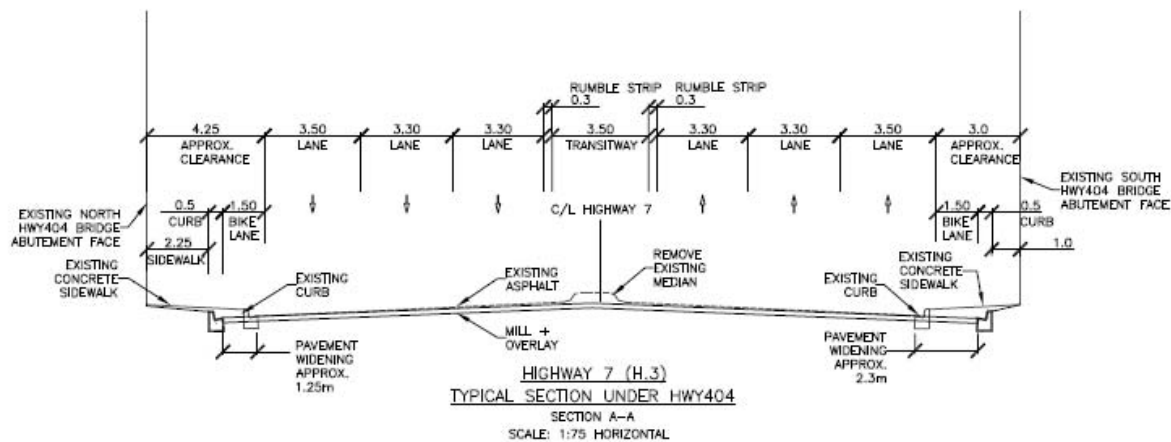 RUMBLE STRIP
0.3
RUMBLE STRIP
0.3
4.25
APPROX.
CLEARANCE
3.50
LANE
3.30
LANE
3.30
LANE
3.50
TRANSITWAY
3.30
LANE
3.30
LANE
3.50
LANE
3.0
APPROX.
CLEARANCE
EXISTING NORTH
HWY404 BRIDGE
ABUTEMENT FACE
0.5
CURB
1.50
BIKE
LANE
2.25
SIDEWALK
C/L HIGHWAY 7
EXISTING SOUTH
HWY404 BRIDGE
ABUTEMENT FACE
1.50
BIKE
LANE
0.5
CURB
1.0
EXISTING
CONCRETE
SIDEWALK
EXISTING
CURB
EXISTING
ASPHALT
REMOVE
EXISTING
MEDIAN
EXISTING
CURB
EXISTING
CONCRETE
SIDEWALK
MILL +
OVERLAY
PAVEMENT
WIDENING
APPROX.
1.25m
PAVEMENT
WIDENING
APPROX.
2.3m
HIGHWAY 7 (H.3)
TYPICAL SECTION UNDER HWY404
SECTION A-A
SCALE: 1:75 HORIZONTAL